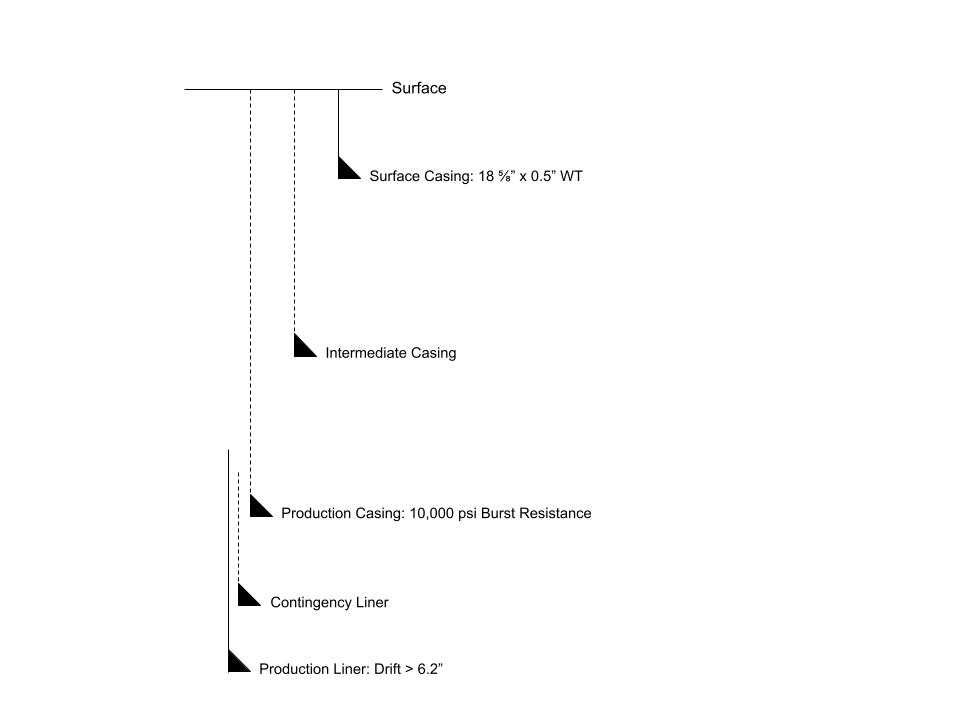 Surface
Surface Casing: 18 ⅝” x 0.5” WT
Intermediate Casing
Production Casing: 10,000 psi Burst Resistance
Contingency Liner
Production Liner: Drift > 6.2”